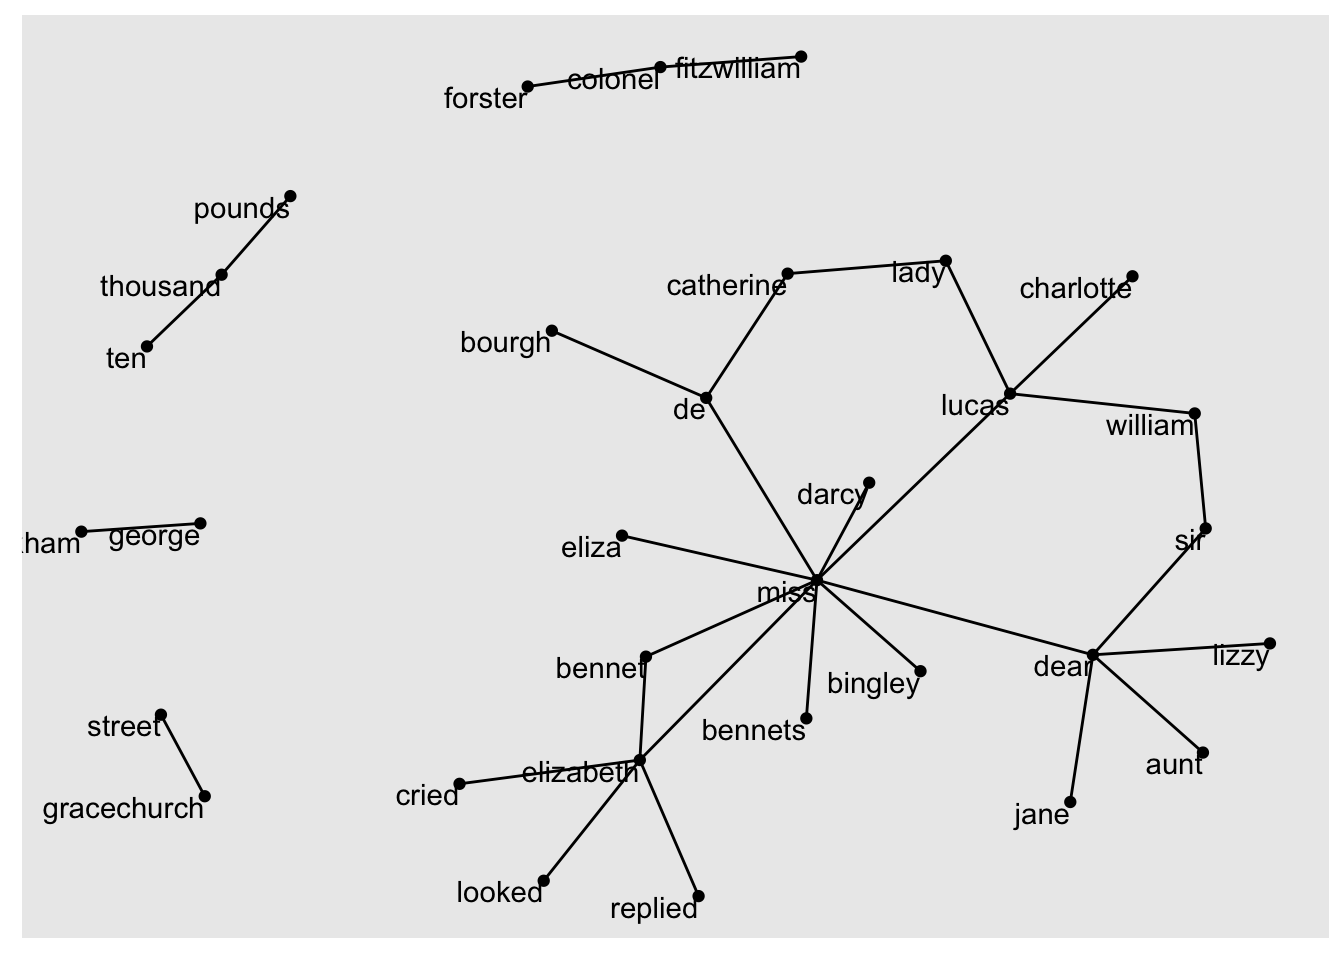 forster
colonel
fitzwilliam
pounds
thousand
ten
catherine
lady
charlotte
bourgh
de
lucas
william
darcy
george
eliza
sir
miss
bennet
dear
lizzy
bingley
street
bennets
aunt
elizabeth
cried
gracechurch
jane
looked
replied